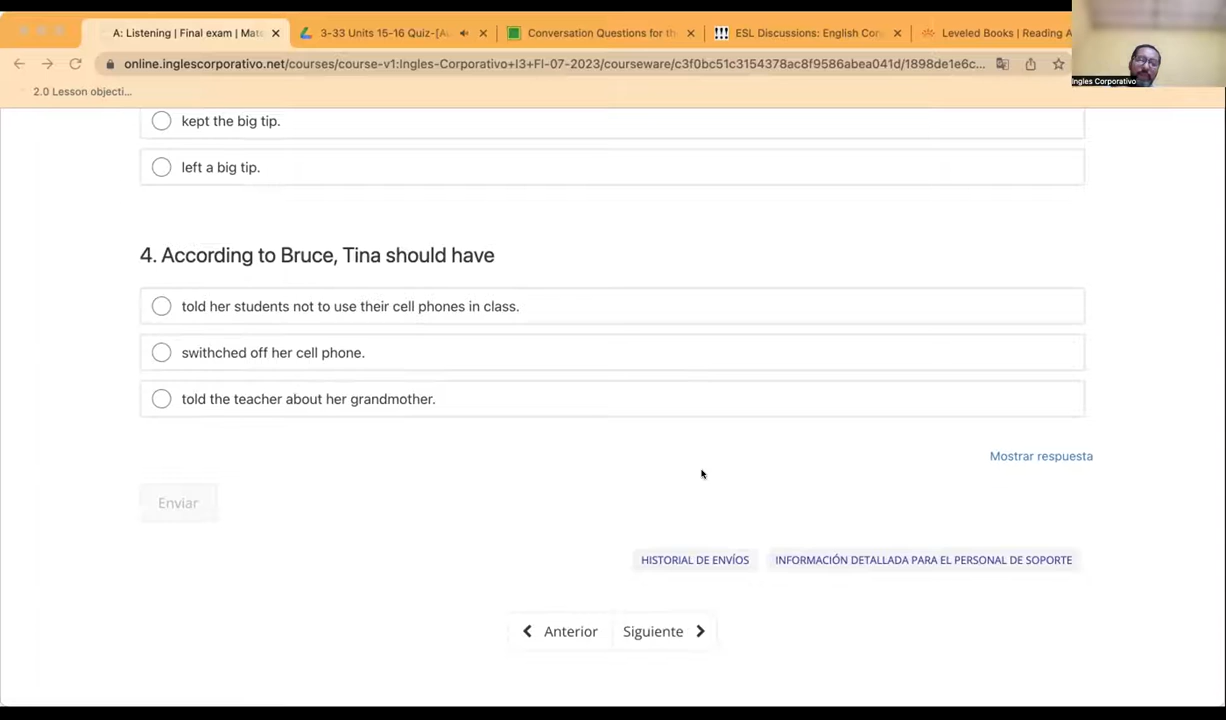 A: Listening | Final exam | Mate
3-33 Units 15-16 Quiz-[A
Conversation Questions for th
ESL Discussions: English Con
Leveled Books | Reading A
online.inglescorporativo.net/courses/course-v1:Ingles-Corporativo+I3+FI-07-2023/courseware/c3f0bc51c3154378ac8f9586abea041d/1898de1e6c...
Ingles Corporativo
2.0 Lesson objecti...
kept the big tip.
left a big tip.
4. According to Bruce, Tina should have
told her students not to use their cell phones in class.
swithched off her cell phone.
told the teacher about her grandmother.
Mostrar respuesta
Enviar
HISTORIAL DE ENVÍOS
INFORMACIÓN DETALLADA PARA EL PERSONAL DE SOPORTE
Anterior
Siguiente